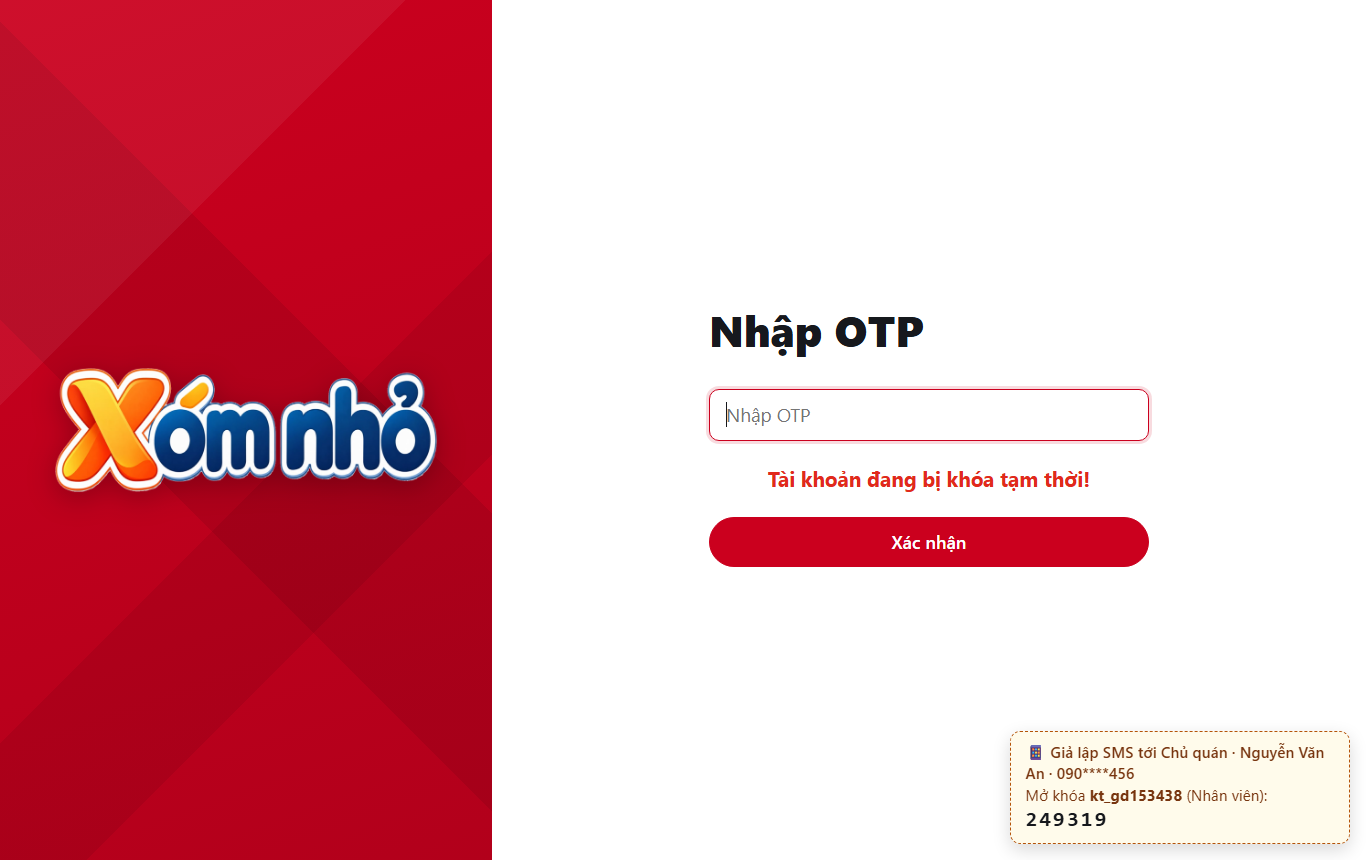 Xóm nhỏ
Nhập OTP
Nhập OTP
Tài khoản đang bị khóa tạm thời!
Xác nhận
Giả lập SMS tới Chủ quán · Nguyễn Văn
An · 090****456
Mở khóa kt_gd153438 (Nhân viên):
249319